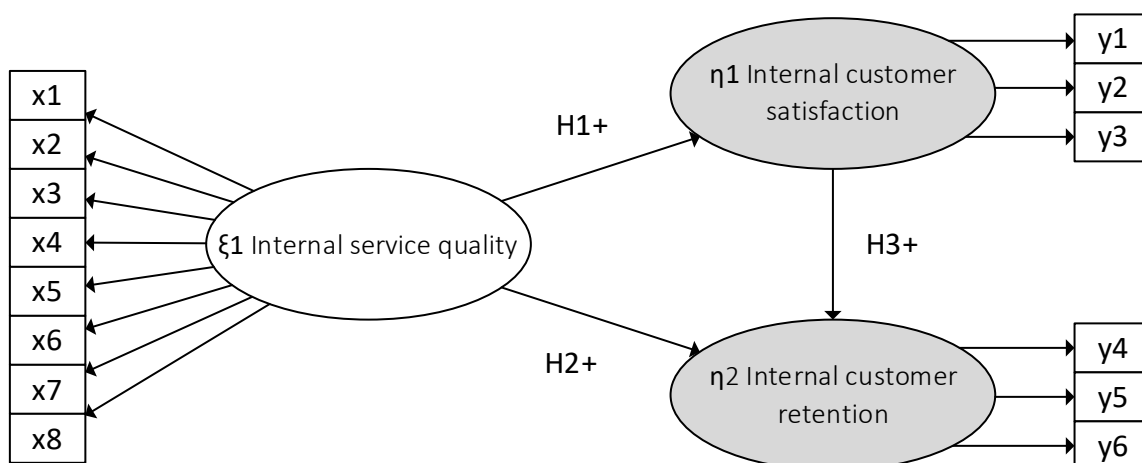 x1
x2
x3
x4
x5
x6
x7
x8
ξ1 Internal service quality
H1+
H2+
η1 Internal customer
satisfaction
H3+
η2 Internal customer
retention
y1
y2
y3
y4
y5
y6